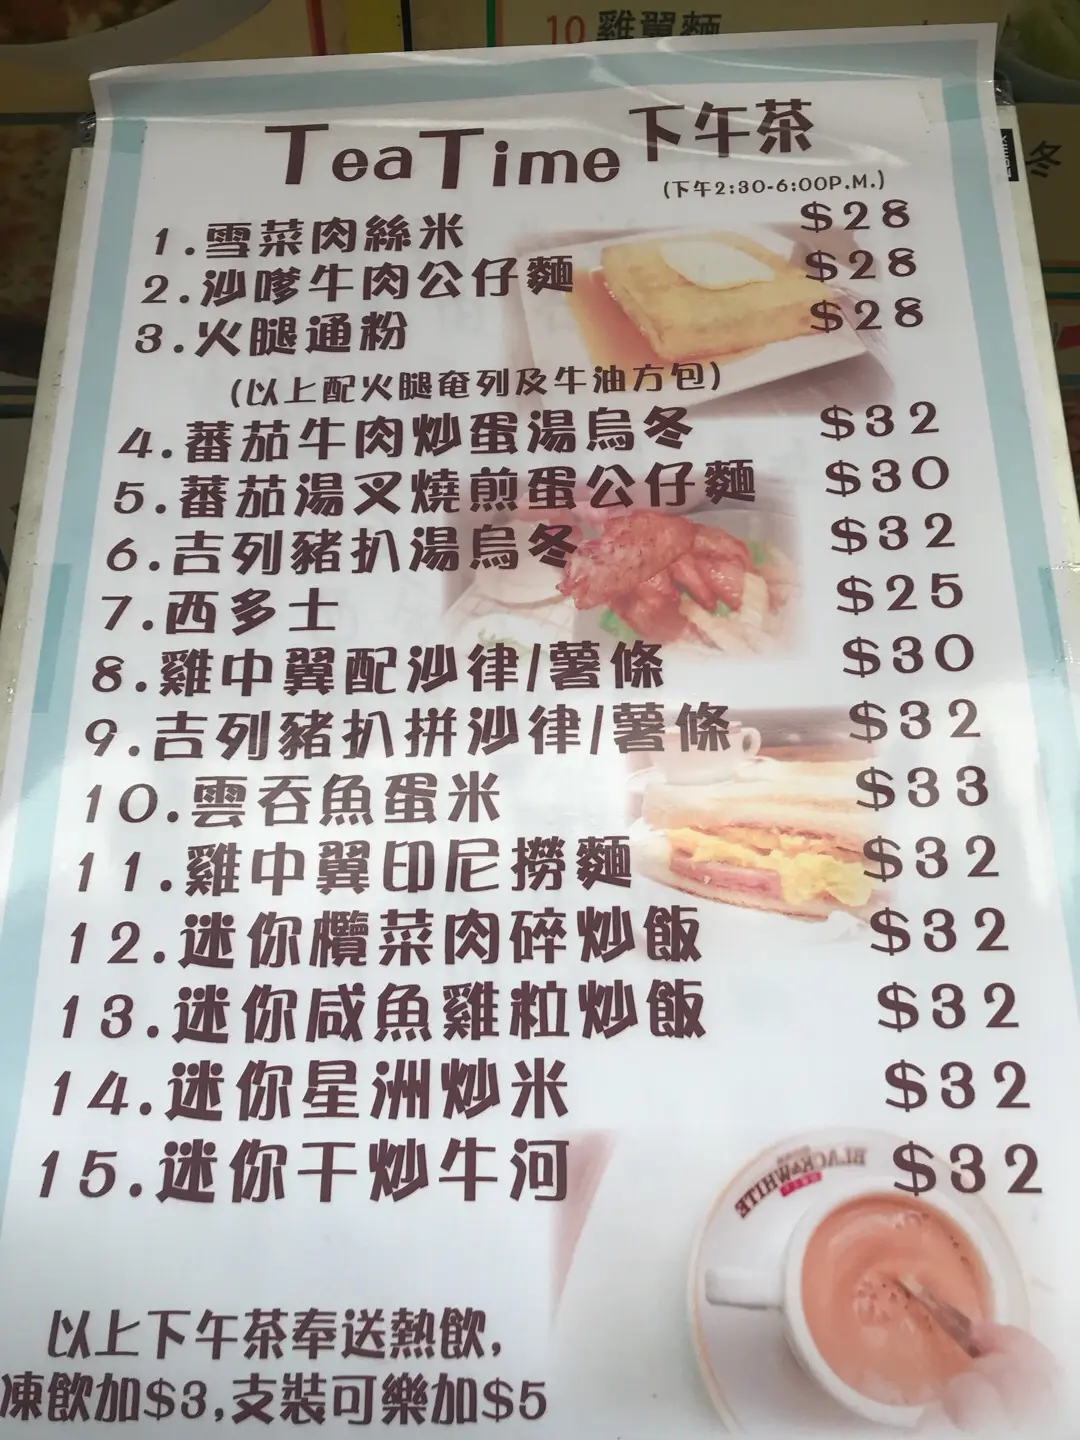 10 雞翼麵
冬
TeaTime 下午茶
(下午2:30-6:00P.M.)
1.雪菜肉絲米 $28
2.沙嗲牛肉公仔麵 $28
3.火腿通粉 $28
(以上配火腿奄列及牛油方包)
4.蕃茄牛肉炒蛋湯烏冬 $32
5.蕃茄湯叉燒煎蛋公仔麵 $30
6.吉列豬扒湯烏冬 $32
7.西多士 $25
8.雞中翼配沙律/薯條 $30
9.吉列豬扒拼沙律/薯條 $32
10.雲吞魚蛋米 $33
11.雞中翼印尼撈麵 $32
12.迷你欖菜肉碎炒飯 $32
13.迷你咸魚雞粒炒飯 $32
14.迷你星洲炒米 $32
15.迷你干炒牛河 $32
BLACK&WHITE
以上下午茶奉送熱飲,
凍飲加$3,支裝可樂加$5